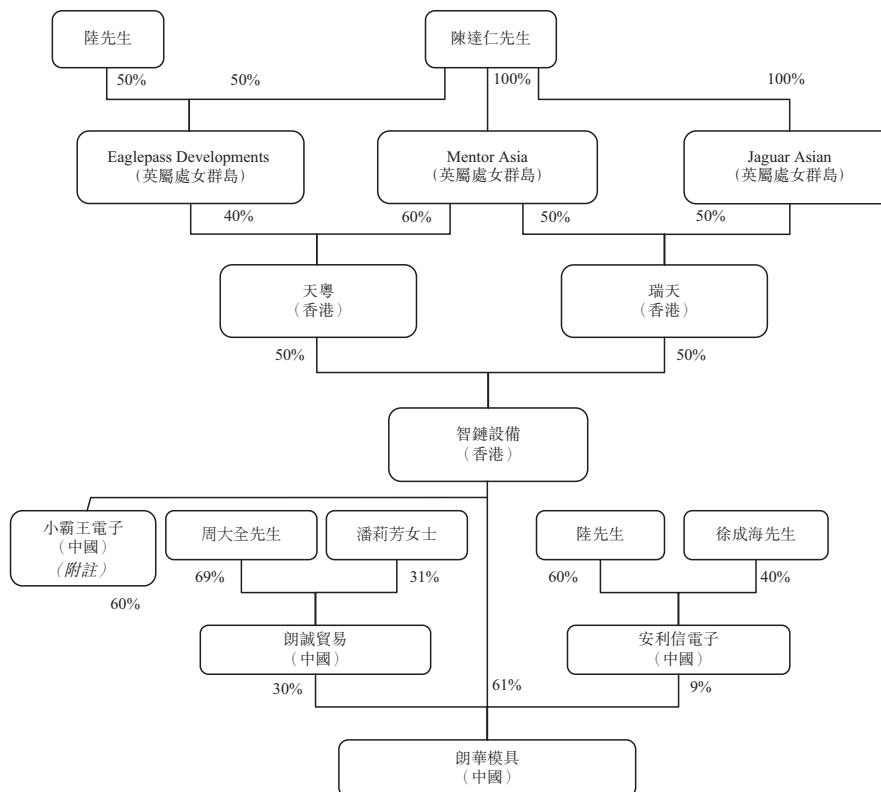 陸先生
陳達仁先生
50%
50%
100%
100%
Eaglepass Developments
（英屬處女群島）
Mentor Asia
（英屬處女群島）
Jaguar Asian
（英屬處女群島）
40%
60%
50%
50%
天粵
（香港）
瑞天
（香港）
50%
50%
智鏈設備
（香港）
小霸王電子
（中國）
（附註）
周大全先生
潘莉芳女士
陸先生
徐成海先生
69%
31%
60%
40%
60%
朗誠貿易
（中國）
安利信電子
（中國）
30%
61%
9%
朗華模具
（中國）